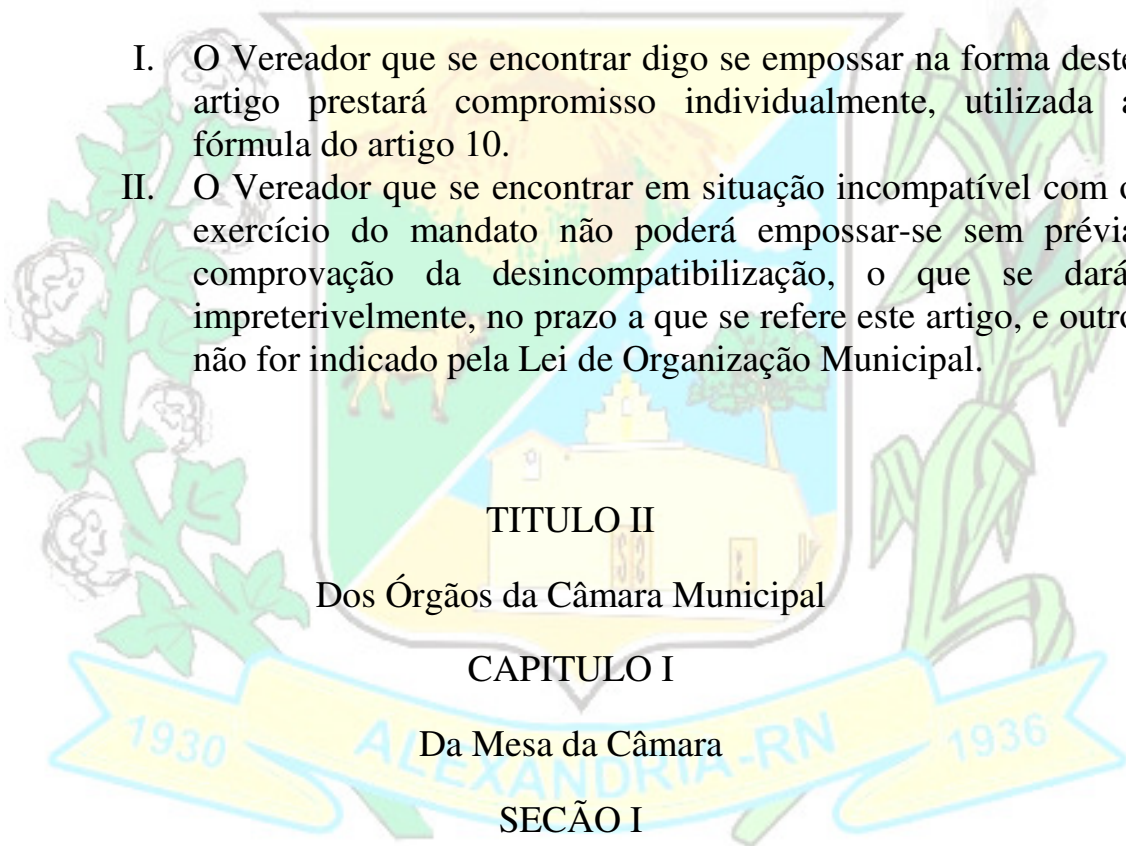 I. O Vereador que se encontrar digo se empossar na forma deste
artigo prestará compromisso individualmente, utilizada a
fórmula do artigo 10.
II. O Vereador que se encontrar em situação incompatível com o
exercício do mandato não poderá empossar-se sem prévia
comprovação da desincompatibilização, o que se dará
impreterivelmente, no prazo a que se refere este artigo, e outro
não for indicado pela Lei de Organização Municipal.
TITULO II
Dos Órgãos da Câmara Municipal
CAPITULO I
Da Mesa da Câmara
1930 ALEXANDRIA-RN 1936
SECÃO I